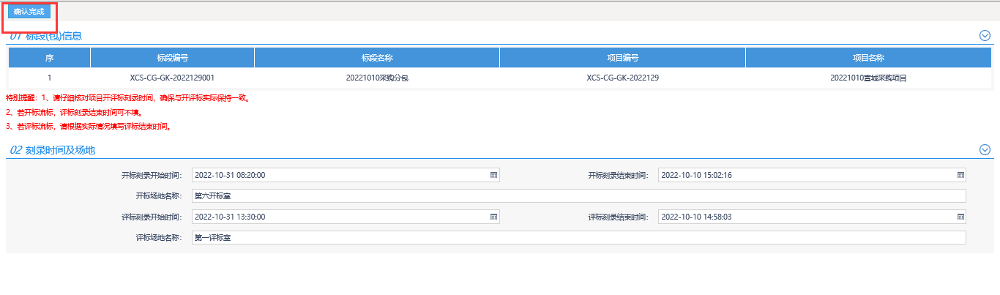 确认完成
01 标段(包)信息
序 标段编号 标段名称 项目编号 项目名称
1 XCS-CG-GK-2022129001 20221010采购分包 XCS-CG-GK-2022129 20221010宣城采购项目
特别提醒：1、请仔细核对项目开评标刻录时间，确保与开评标实际保持一致。
2、若开标流标，评标刻录结束时间可不填。
3、若评标流标，请根据实际情况填写评标结束时间。
02 刻录时间及场地
开标刻录开始时间： 2022-10-31 08:20:00 开标刻录结束时间： 2022-10-10 15:02:16
开标场地名称： 第六开标室
评标刻录开始时间： 2022-10-31 13:30:00 评标刻录结束时间： 2022-10-10 14:58:03
评标场地名称： 第一评标室